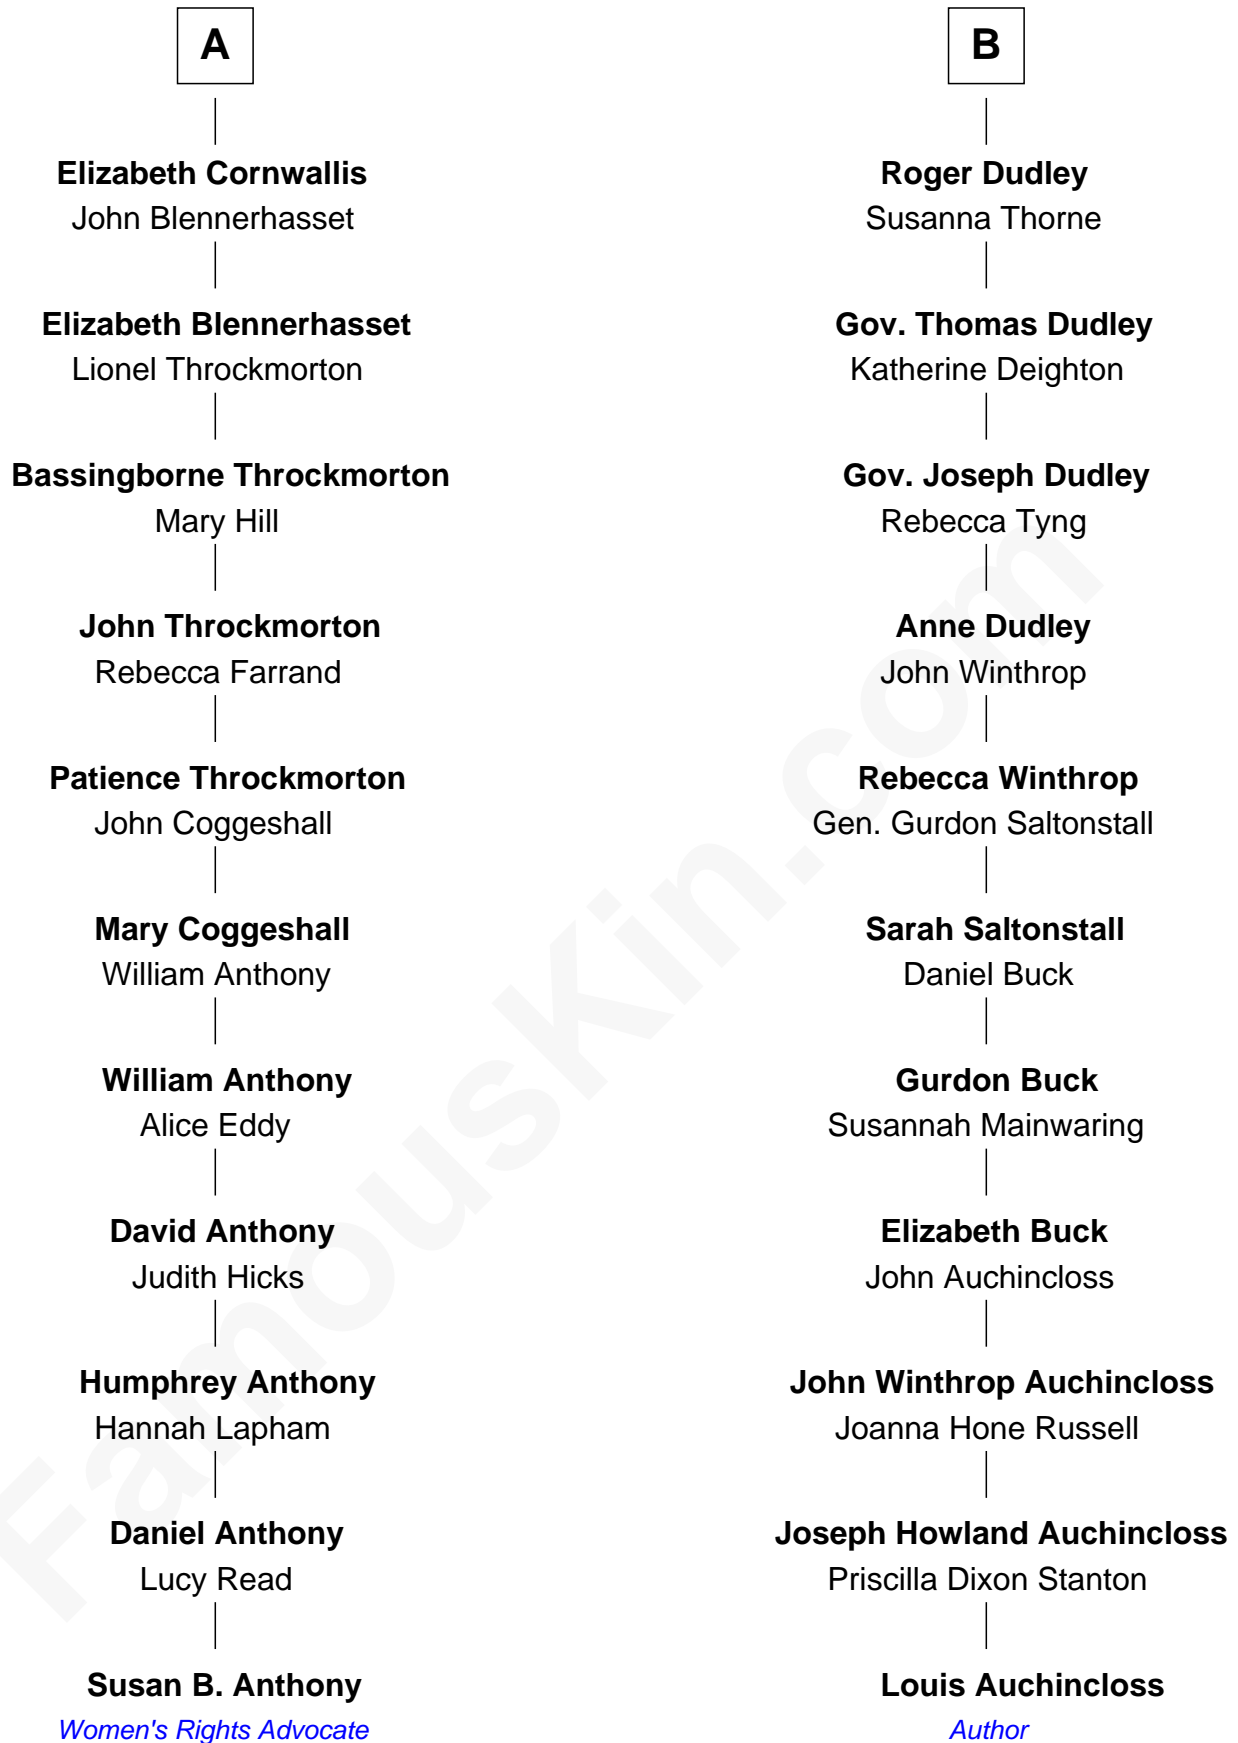 A
Elizabeth Cornwallis
John Blennerhasset
Elizabeth Blennerhasset
Lionel Throckmorton
Bassingborne Throckmorton
Mary Hill
John Throckmorton
Rebecca Farrand
Patience Throckmorton
John Coggeshall
Mary Coggeshall
William Anthony
William Anthony
Alice Eddy
David Anthony
Judith Hicks
Humphrey Anthony
Hannah Lapham
Daniel Anthony
Lucy Read
Susan B. Anthony
Women's Rights Advocate
B
Roger Dudley
Susanna Thorne
Gov. Thomas Dudley
Katherine Deighton
Gov. Joseph Dudley
Rebecca Tyng
Anne Dudley
John Winthrop
Rebecca Winthrop
Gen. Gurdon Saltonstall
Sarah Saltonstall
Daniel Buck
Gurdon Buck
Susannah Mainwaring
Elizabeth Buck
John Auchincloss
John Winthrop Auchincloss
Joanna Hone Russell
Joseph Howland Auchincloss
Priscilla Dixon Stanton
Louis Auchincloss
Author
FamousKin.com